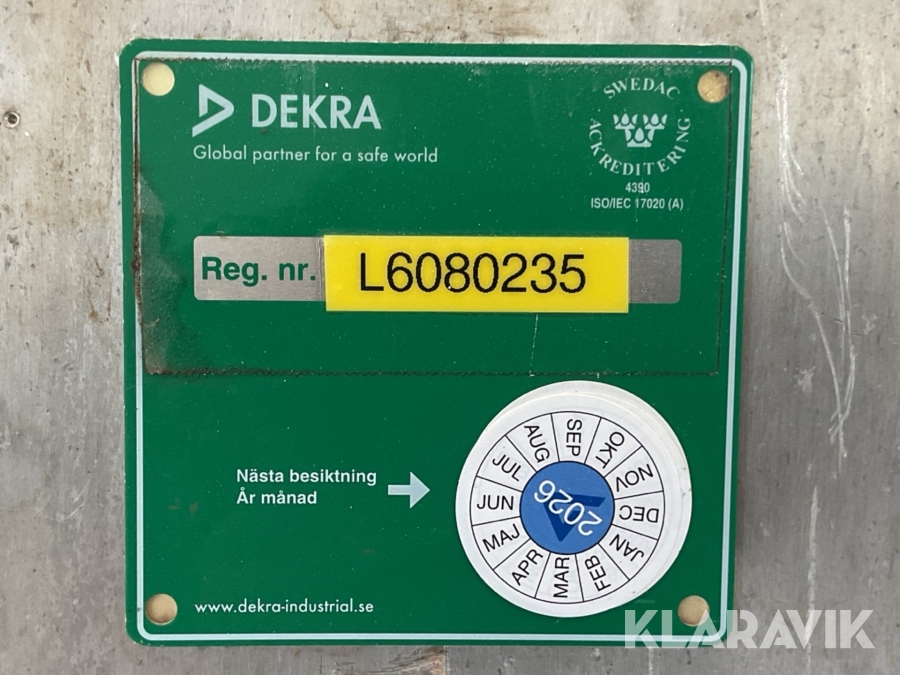 DEKRA
Global partner for a safe world
SWEDAC
ACKREDITERING
4390
ISO/IEC 17020 (A)
Reg. nr.
L6080235
Nästa besiktning
År månad
JAN
FEB
MAR
APR
MAJ
JUN
JUL
AUG
SEP
OKT
NOV
DEC
2026
www.dekra-industrial.se
KLARAVIK